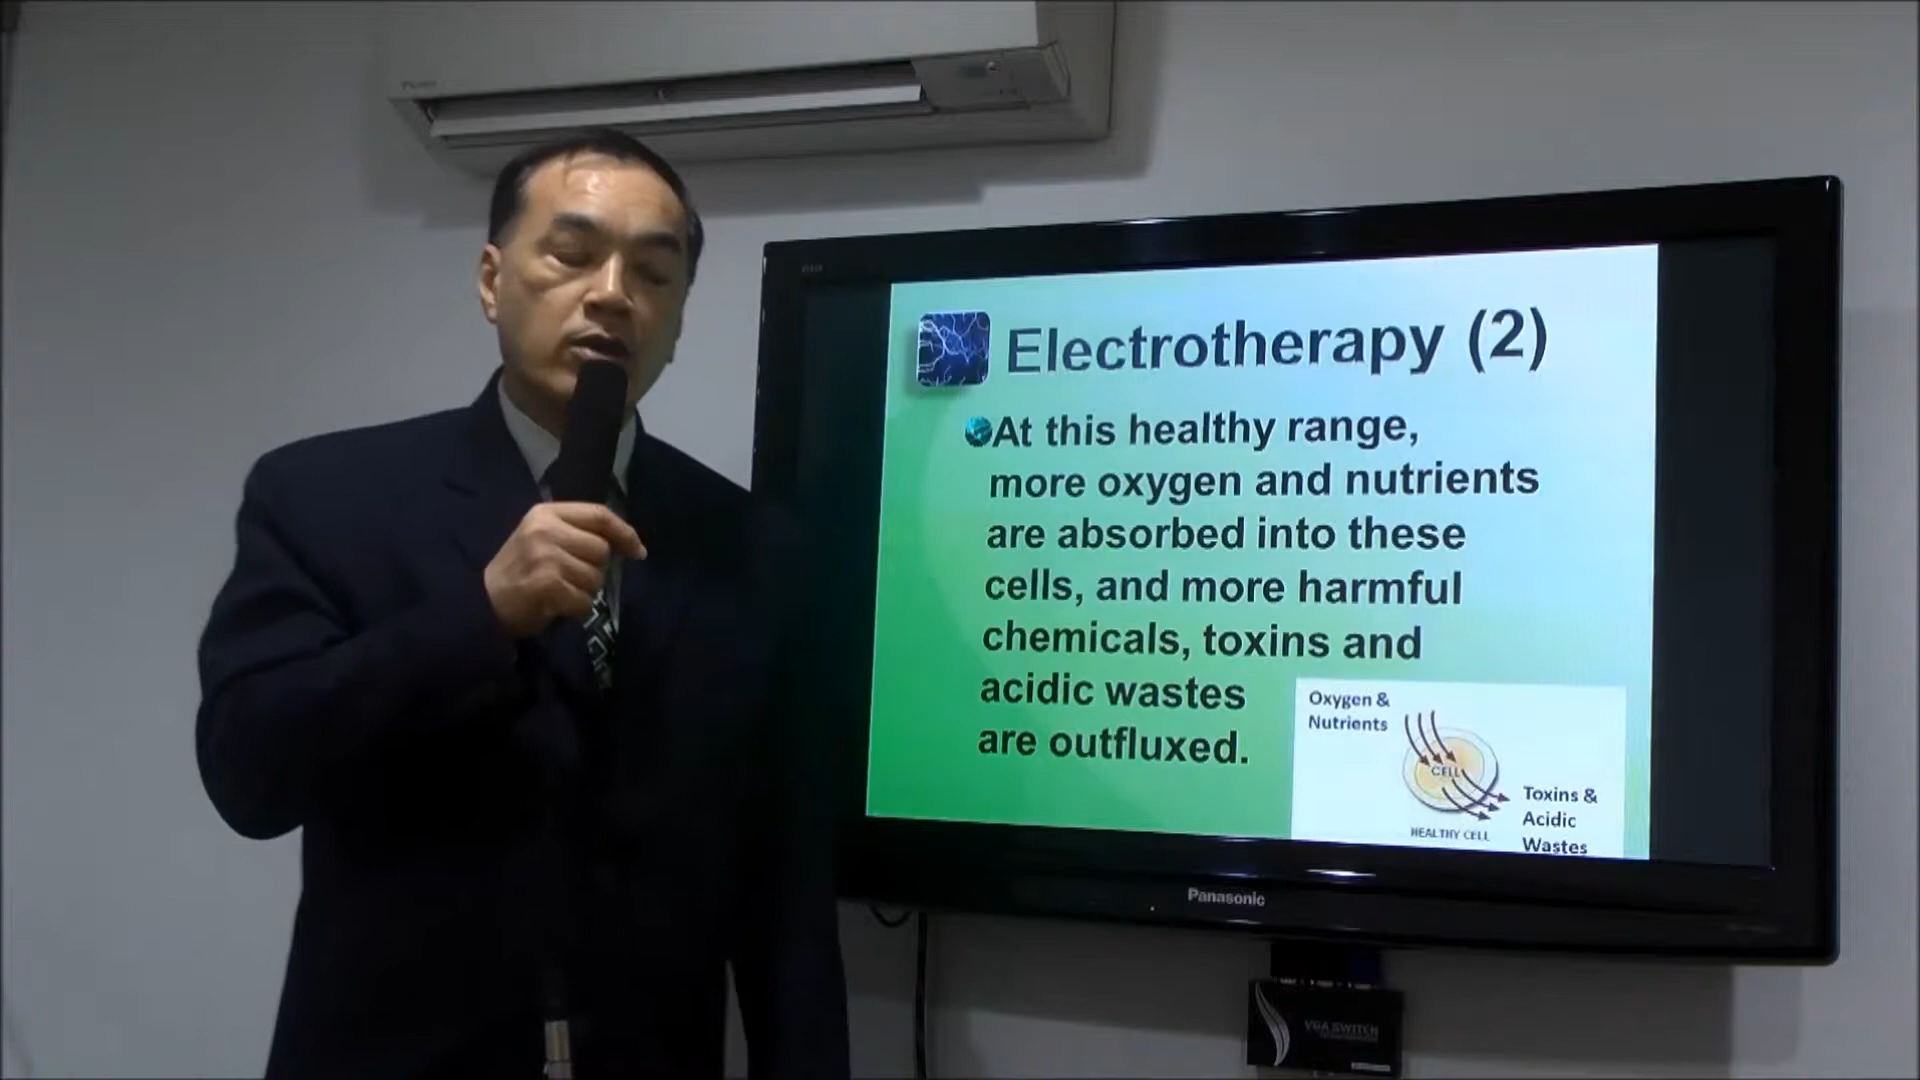 Electrotherapy (2)
At this healthy range,
more oxygen and nutrients
are absorbed into these
cells, and more harmful
chemicals, toxins and
acidic wastes
are outfluxed.
Oxygen &
Nutrients
CELL
HEALTHY CELL
Toxins &
Acidic
Wastes
Panasonic
VGA SWITCH